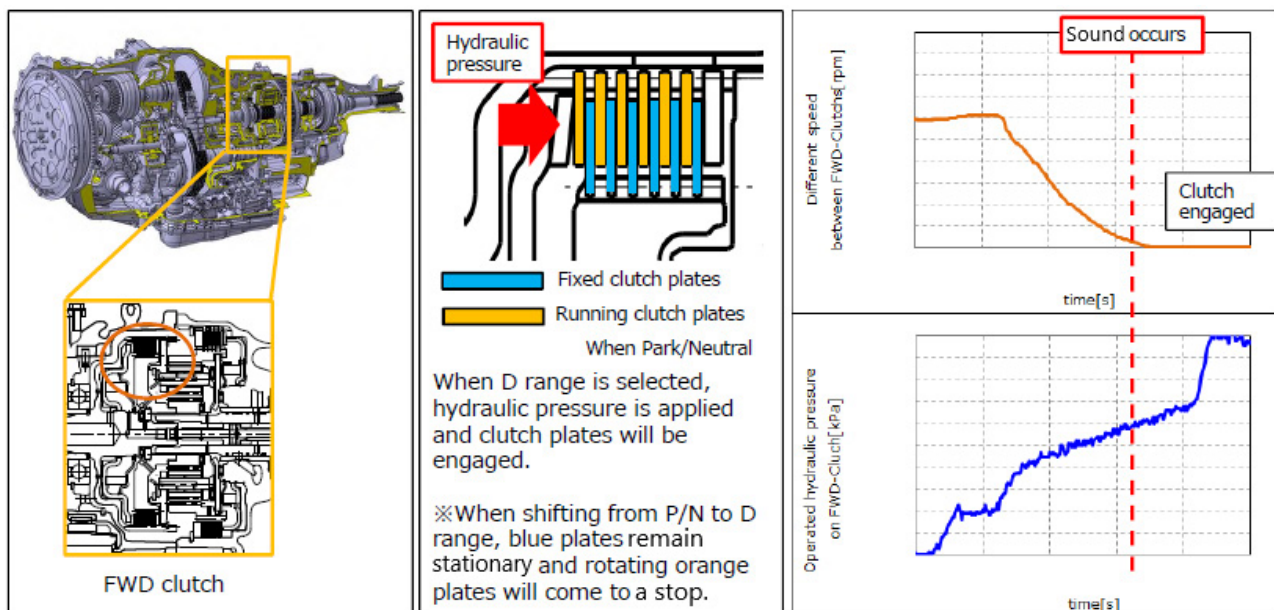 FWD clutch
Hydraulic
pressure
Fixed clutch plates
Running clutch plates
When Park/Neutral
When D range is selected,
hydraulic pressure is applied
and clutch plates will be
engaged.
※When shifting from P/N to D
range, blue plates remain
stationary and rotating orange
plates will come to a stop.
Sound occurs
Different speed
between FWD-Clutchs[rpm]
Clutch
engaged
time[s]
Operated hydraulic pressure
on FWD-Cluch[kPa]
time[s]